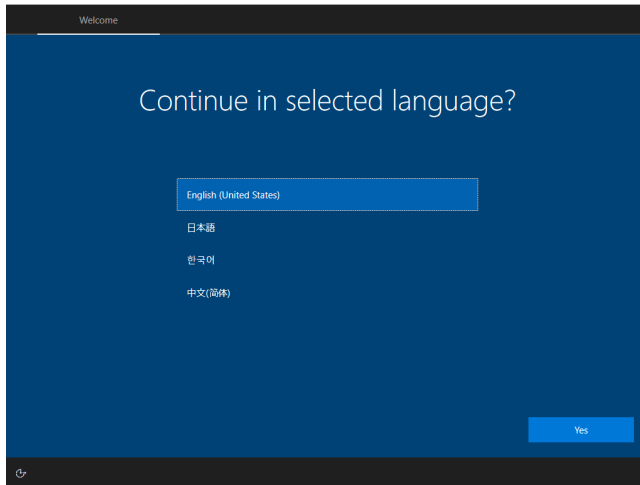 Welcome
Continue in selected language?
English (United States)
日本語
한국어
中文(简体)
Yes